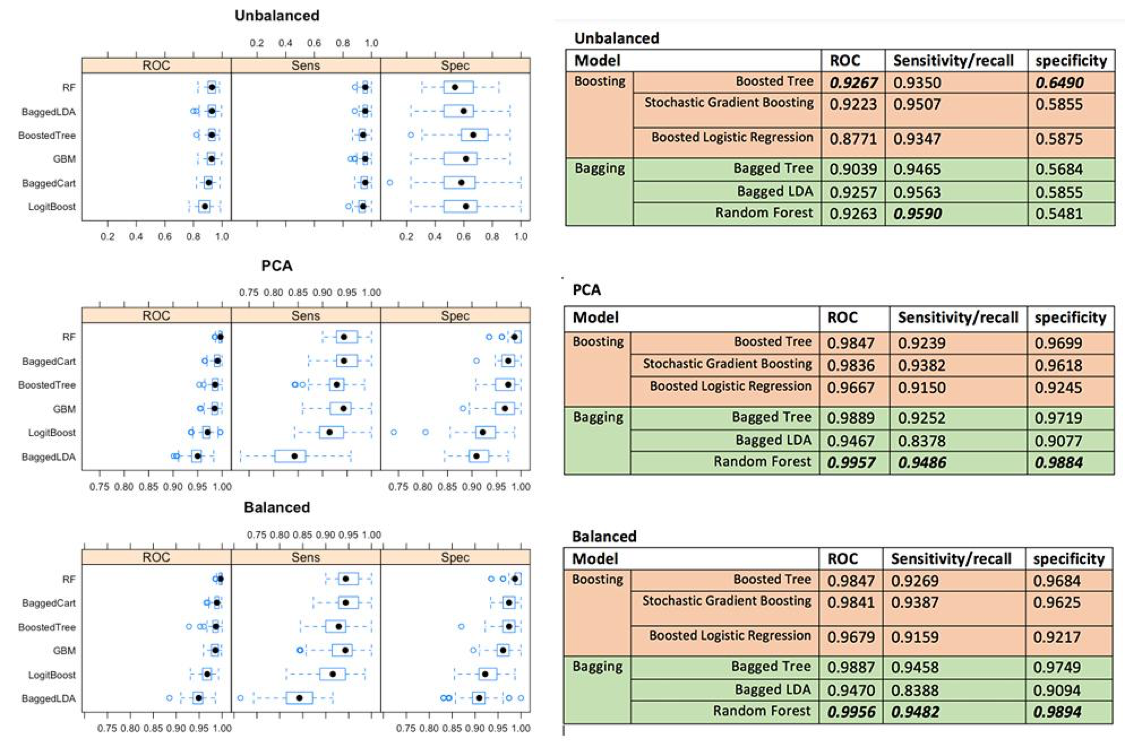 Unbalanced
0.2 0.4 0.6 0.8 1.0
ROC Sens Spec
RF
BaggedLDA
BoostedTree
GBM
BaggedCart
LogitBoost
0.2 0.4 0.6 0.8 1.0 0.2 0.4 0.6 0.8 1.0
Unbalanced
Model ROC Sensitivity/recall specificity
Boosting Boosted Tree 0.9267 0.9350 0.6490
Stochastic Gradient Boosting 0.9223 0.9507 0.5855
Boosted Logistic Regression 0.8771 0.9347 0.5875
Bagging Bagged Tree 0.9039 0.9465 0.5684
Bagged LDA 0.9257 0.9563 0.5855
Random Forest 0.9263 0.9590 0.5481
PCA
0.75 0.80 0.85 0.90 0.95 1.00
ROC Sens Spec
RF
BaggedCart
BoostedTree
GBM
LogitBoost
BaggedLDA
0.75 0.80 0.85 0.90 0.95 1.00 0.75 0.80 0.85 0.90 0.95 1.00
PCA
Model ROC Sensitivity/recall specificity
Boosting Boosted Tree 0.9847 0.9239 0.9699
Stochastic Gradient Boosting 0.9836 0.9382 0.9618
Boosted Logistic Regression 0.9667 0.9150 0.9245
Bagging Bagged Tree 0.9889 0.9252 0.9719
Bagged LDA 0.9467 0.8378 0.9077
Random Forest 0.9957 0.9486 0.9884
Balanced
0.75 0.80 0.85 0.90 0.95 1.00
ROC Sens Spec
RF
BaggedCart
BoostedTree
GBM
LogitBoost
BaggedLDA
0.75 0.80 0.85 0.90 0.95 1.00 0.75 0.80 0.85 0.90 0.95 1.00
Balanced
Model ROC Sensitivity/recall specificity
Boosting Boosted Tree 0.9847 0.9269 0.9684
Stochastic Gradient Boosting 0.9841 0.9387 0.9625
Boosted Logistic Regression 0.9679 0.9159 0.9217
Bagging Bagged Tree 0.9887 0.9458 0.9749
Bagged LDA 0.9470 0.8388 0.9094
Random Forest 0.9956 0.9482 0.9894